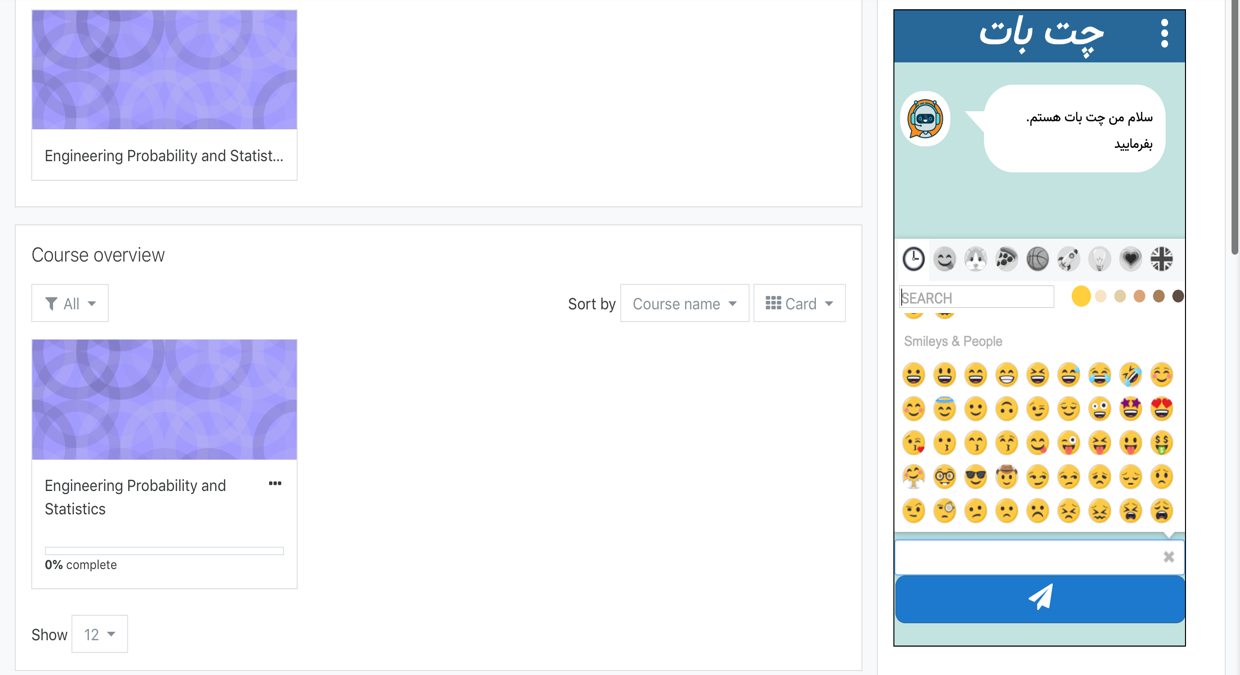 Engineering Probability and Statist...
Course overview
All
Sort by
Course name
Card
Engineering Probability and
Statistics
0% complete
Show
12
چت بات
سلام من چت بات هستم.
بفرمایید
SEARCH
Smileys & People